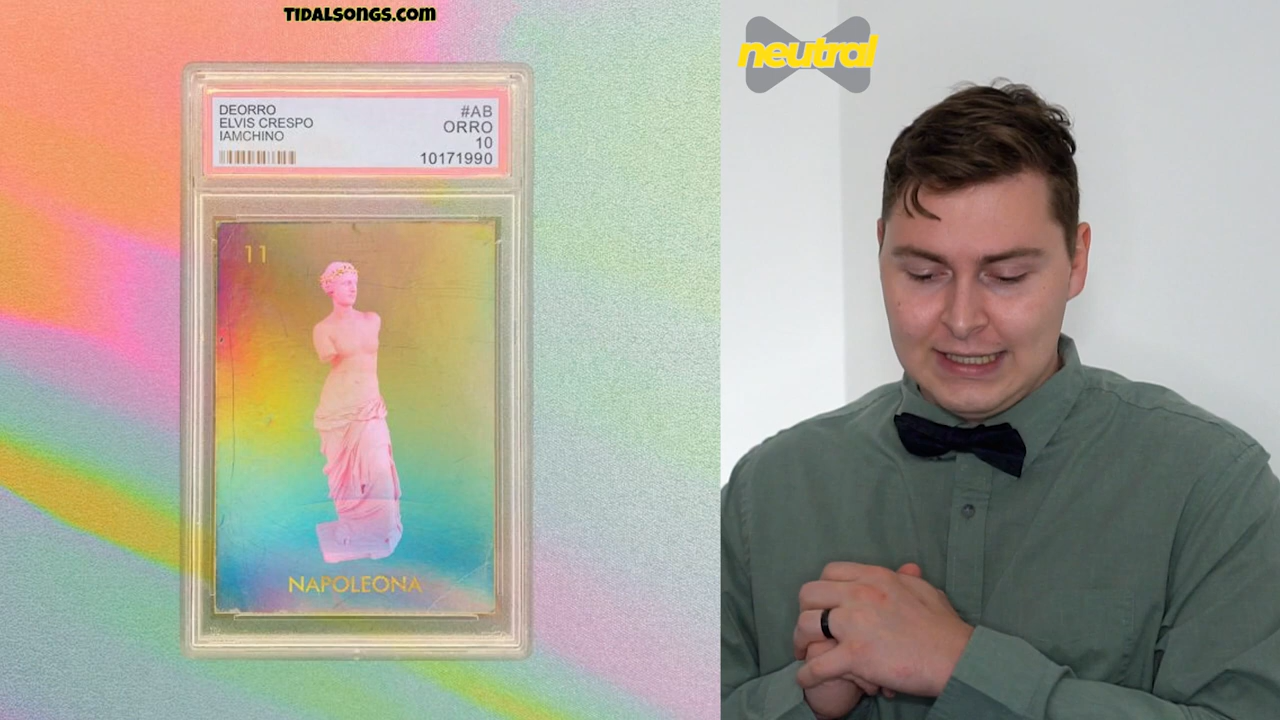 TIDALSONGS.COM
neutral
DEORRO
ELVIS CRESPO
IAMCHINO
#AB
ORRO
10
10171990
11
NAPOLEONA